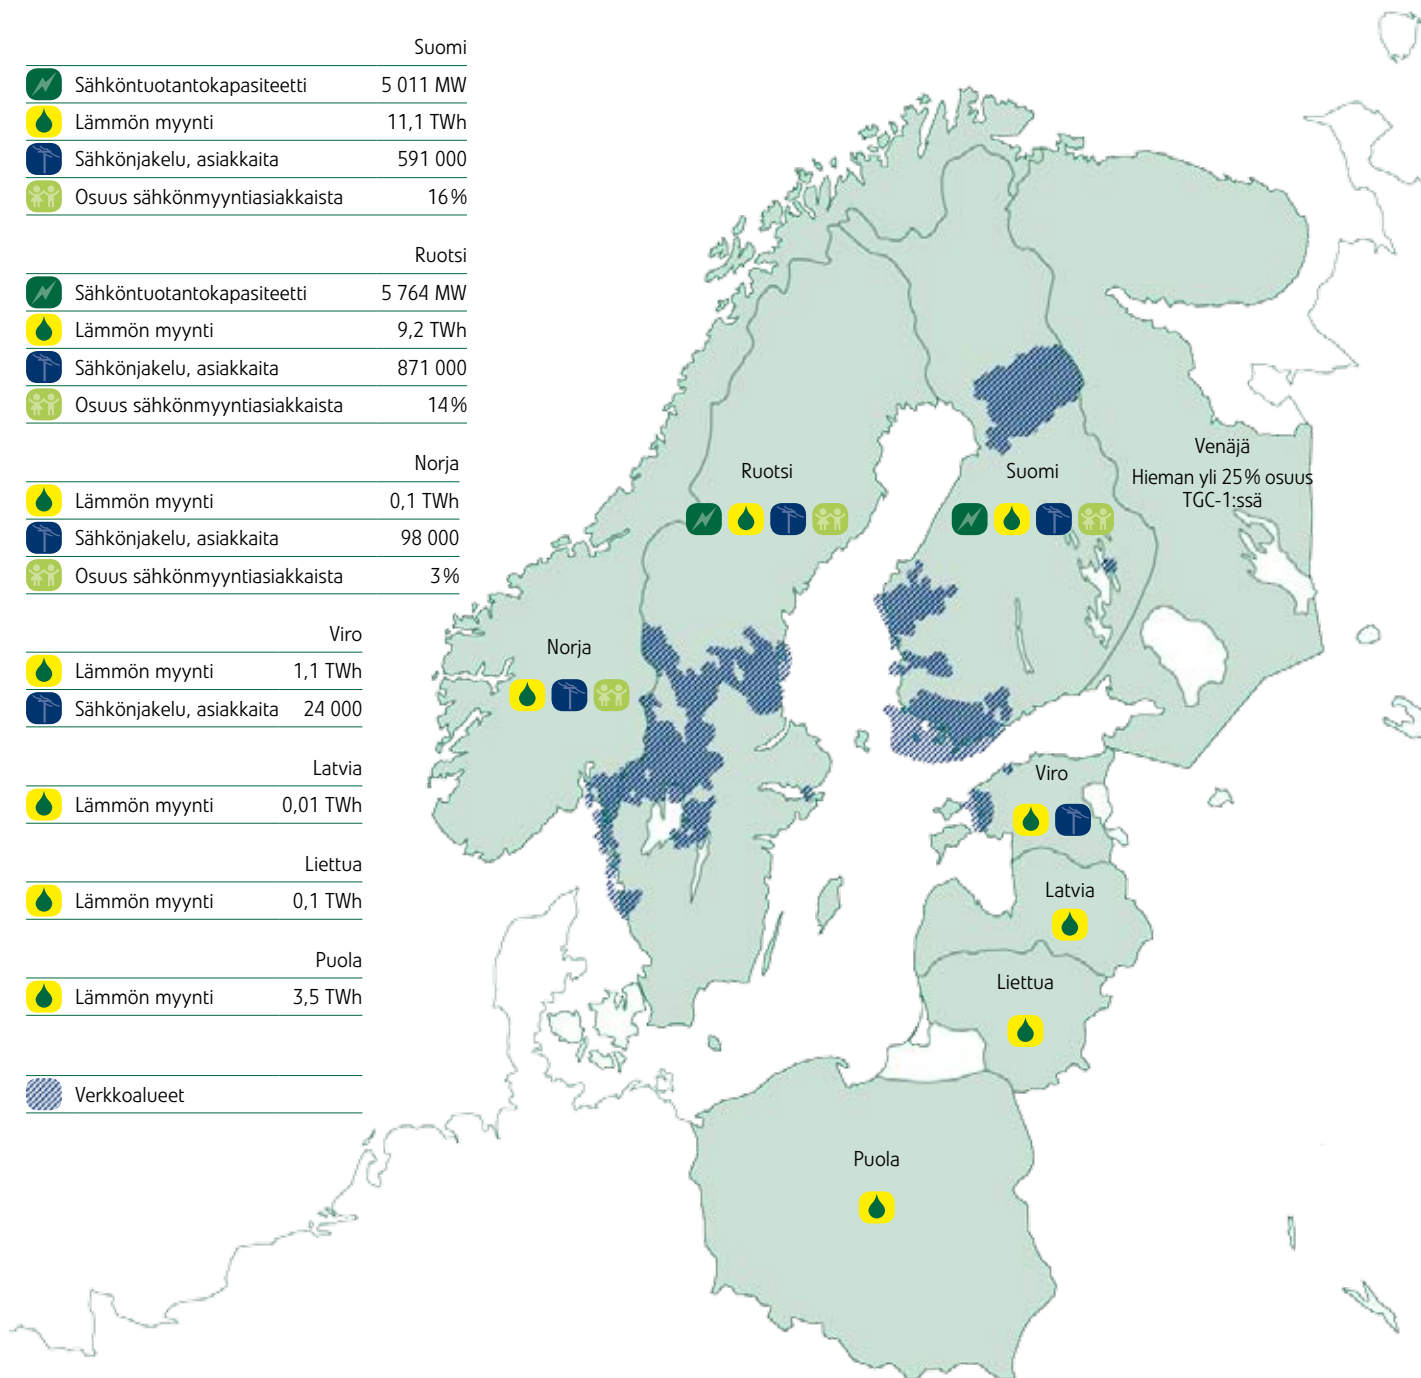 Suomi
Sähköntuotantokapasiteetti 5 011 MW
Lämmön myynti 11,1 TWh
Sähkönjakelu, asiakkaita 591 000
Osuus sähkönmyyntiasiakkaista 16%
Ruotsi
Sähköntuotantokapasiteetti 5 764 MW
Lämmön myynti 9,2 TWh
Sähkönjakelu, asiakkaita 871 000
Osuus sähkönmyyntiasiakkaista 14%
Norja
Lämmön myynti 0,1 TWh
Sähkönjakelu, asiakkaita 98 000
Osuus sähkönmyyntiasiakkaista 3%
Viro
Lämmön myynti 1,1 TWh
Sähkönjakelu, asiakkaita 24 000
Latvia
Lämmön myynti 0,01 TWh
Liettua
Lämmön myynti 0,1 TWh
Puola
Lämmön myynti 3,5 TWh
Verkkoalueet
Venäjä
Hieman yli 25% osuus
TGC-1:ssä
Ruotsi
Suomi
Norja
Viro
Latvia
Liettua
Puola